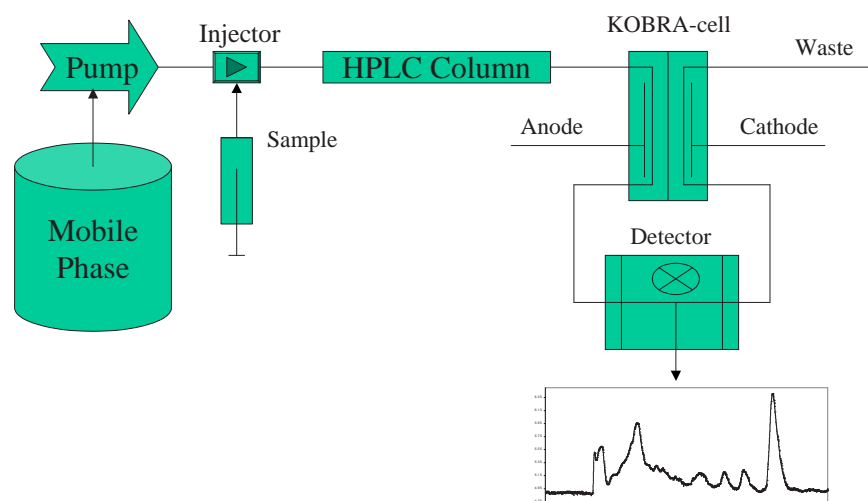 KOBRA-cell
Injector
Waste
Pump
HPLC Column
Anode
Cathode
Sample
Mobile
Phase
Detector